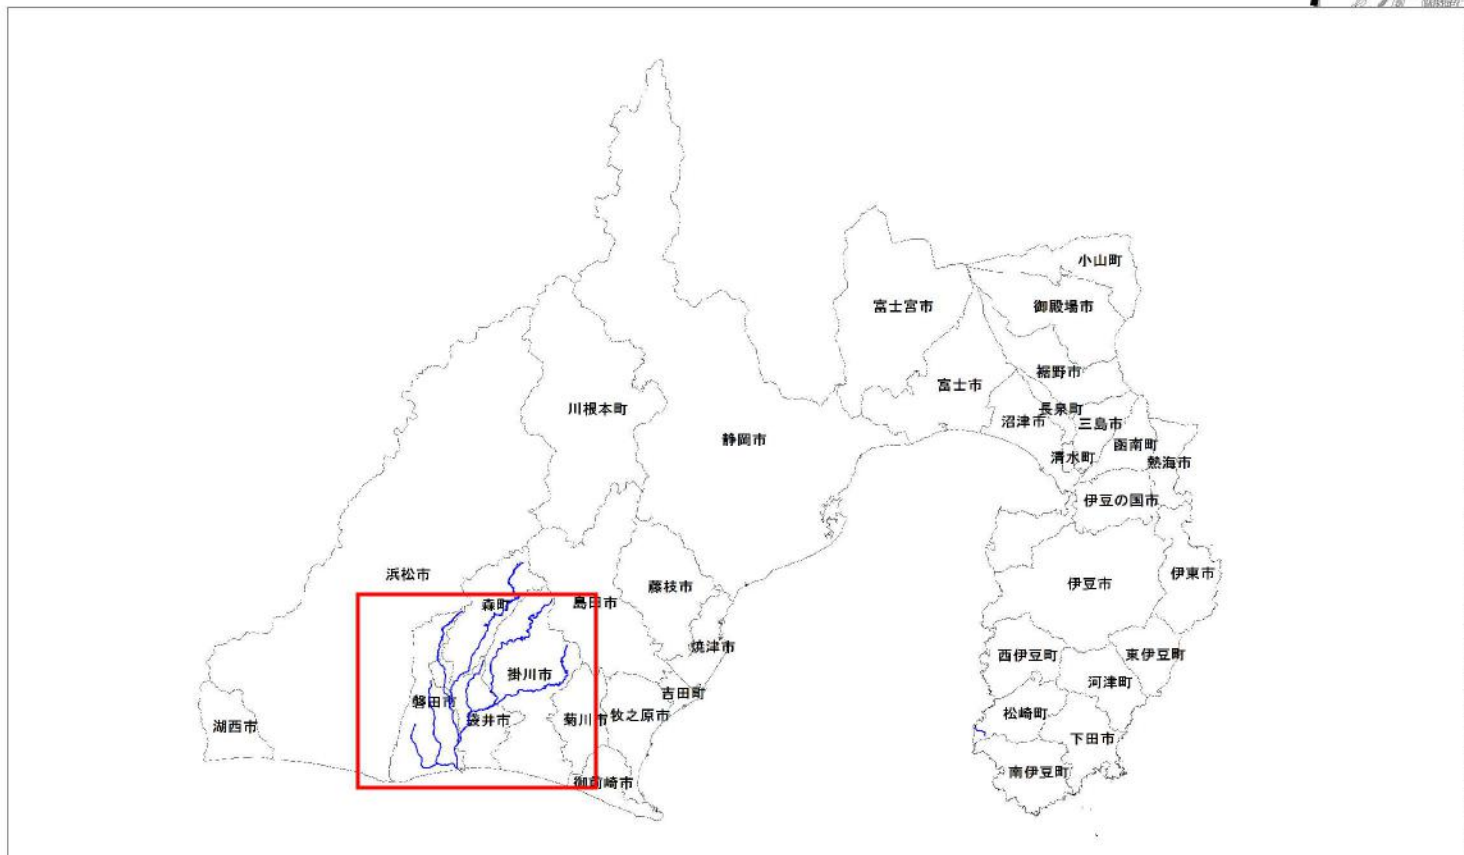 小山町
富士宮市
御殿場市
裾野市
富士市
川根本町
長泉町
沼津市
三島市
静岡市
函南町
清水町
熱海市
伊豆の国市
浜松市
伊東市
伊豆市
藤枝市
森町
島田市
焼津市
西伊豆町
東伊豆町
掛川市
河津町
吉田町
磐田市
松崎町
牧之原市
袋井市
菊川市
湖西市
下田市
南伊豆町
御前崎市